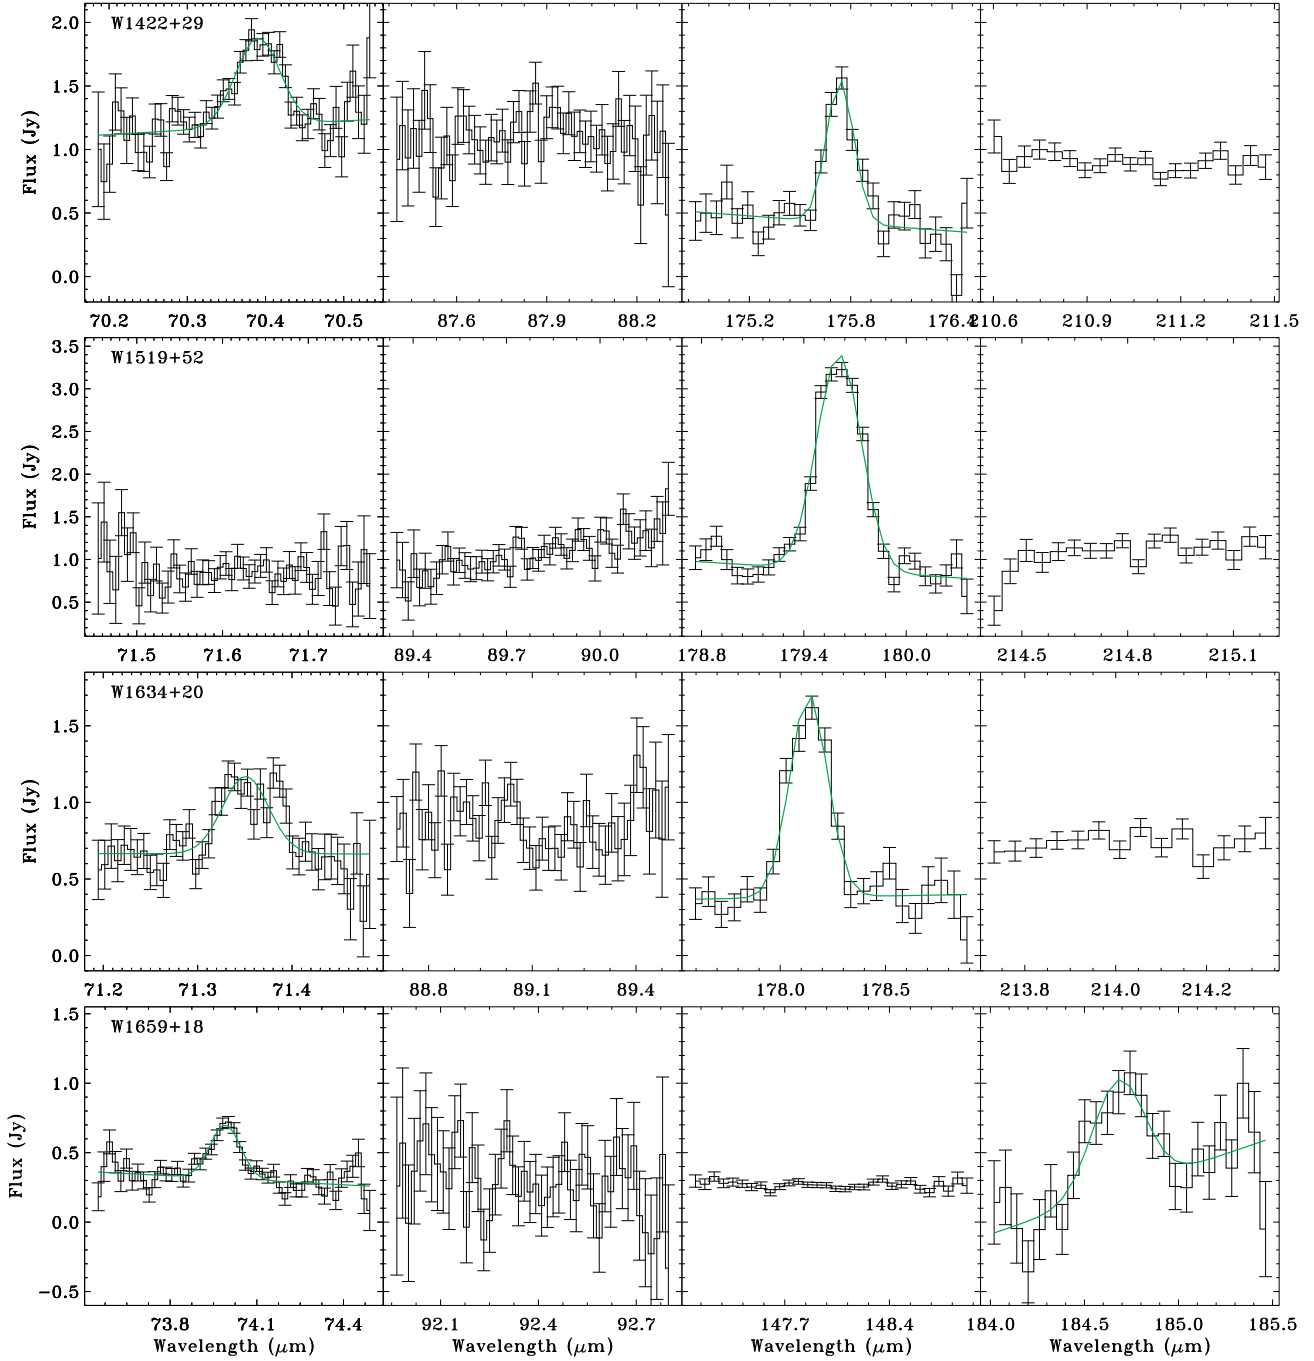 W1422+29
2.0
1.5
1.0
0.5
0.0
Flux (Jy)
70.2 70.3 70.4 70.5
87.6 87.9 88.2
175.2 175.8 176.4
210.6 210.9 211.2 211.5
W1519+52
3.5
3.0
2.5
2.0
1.5
1.0
0.5
Flux (Jy)
71.5 71.6 71.7
89.4 89.7 90.0
178.8 179.4 180.0
214.5 214.8 215.1
W1634+20
1.5
1.0
0.5
0.0
Flux (Jy)
71.2 71.3 71.4
88.8 89.1 89.4
178.0 178.5
213.8 214.0 214.2
W1659+18
1.5
1.0
0.5
0.0
−0.5
Flux (Jy)
73.8 74.1 74.4
92.1 92.4 92.7
147.7 148.4
184.0 184.5 185.0 185.5
Wavelength (μm) Wavelength (μm) Wavelength (μm) Wavelength (μm)